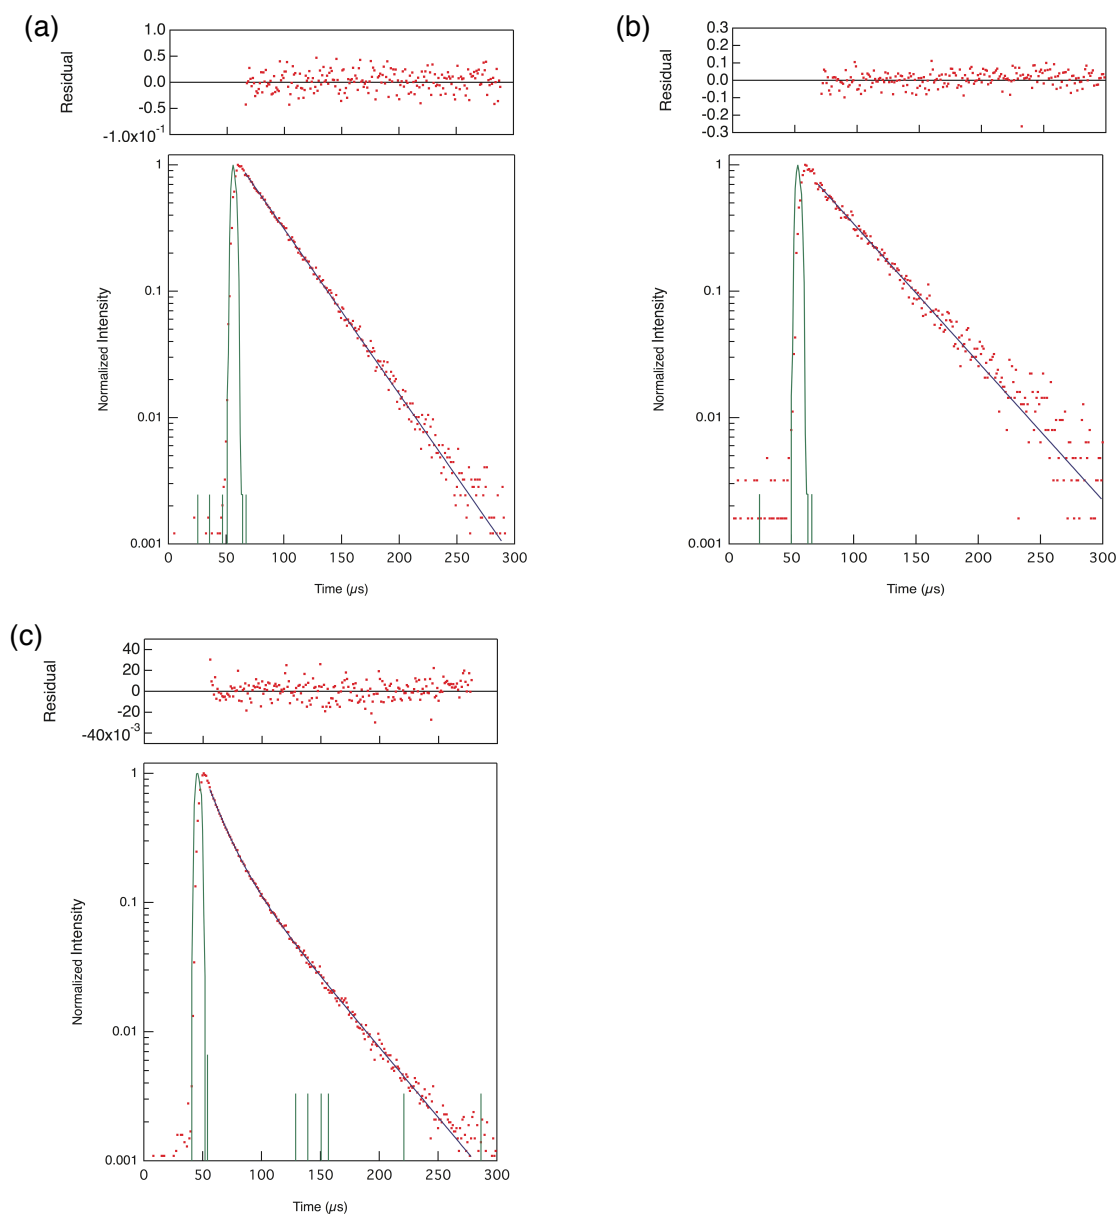 (a)
Residual
1.0
0.5
0.0
-0.5
-1.0x10⁻¹
Normalized Intensity
1
0.1
0.01
0.001
0 50 100 150 200 250 300
Time (µs)
(b)
Residual
0.3
0.2
0.1
0.0
-0.1
-0.2
-0.3
Normalized Intensity
1
0.1
0.01
0.001
0 50 100 150 200 250 300
Time (µs)
(c)
Residual
40
20
0
-20
-40x10⁻³
Normalized Intensity
1
0.1
0.01
0.001
0 50 100 150 200 250 300
Time (µs)